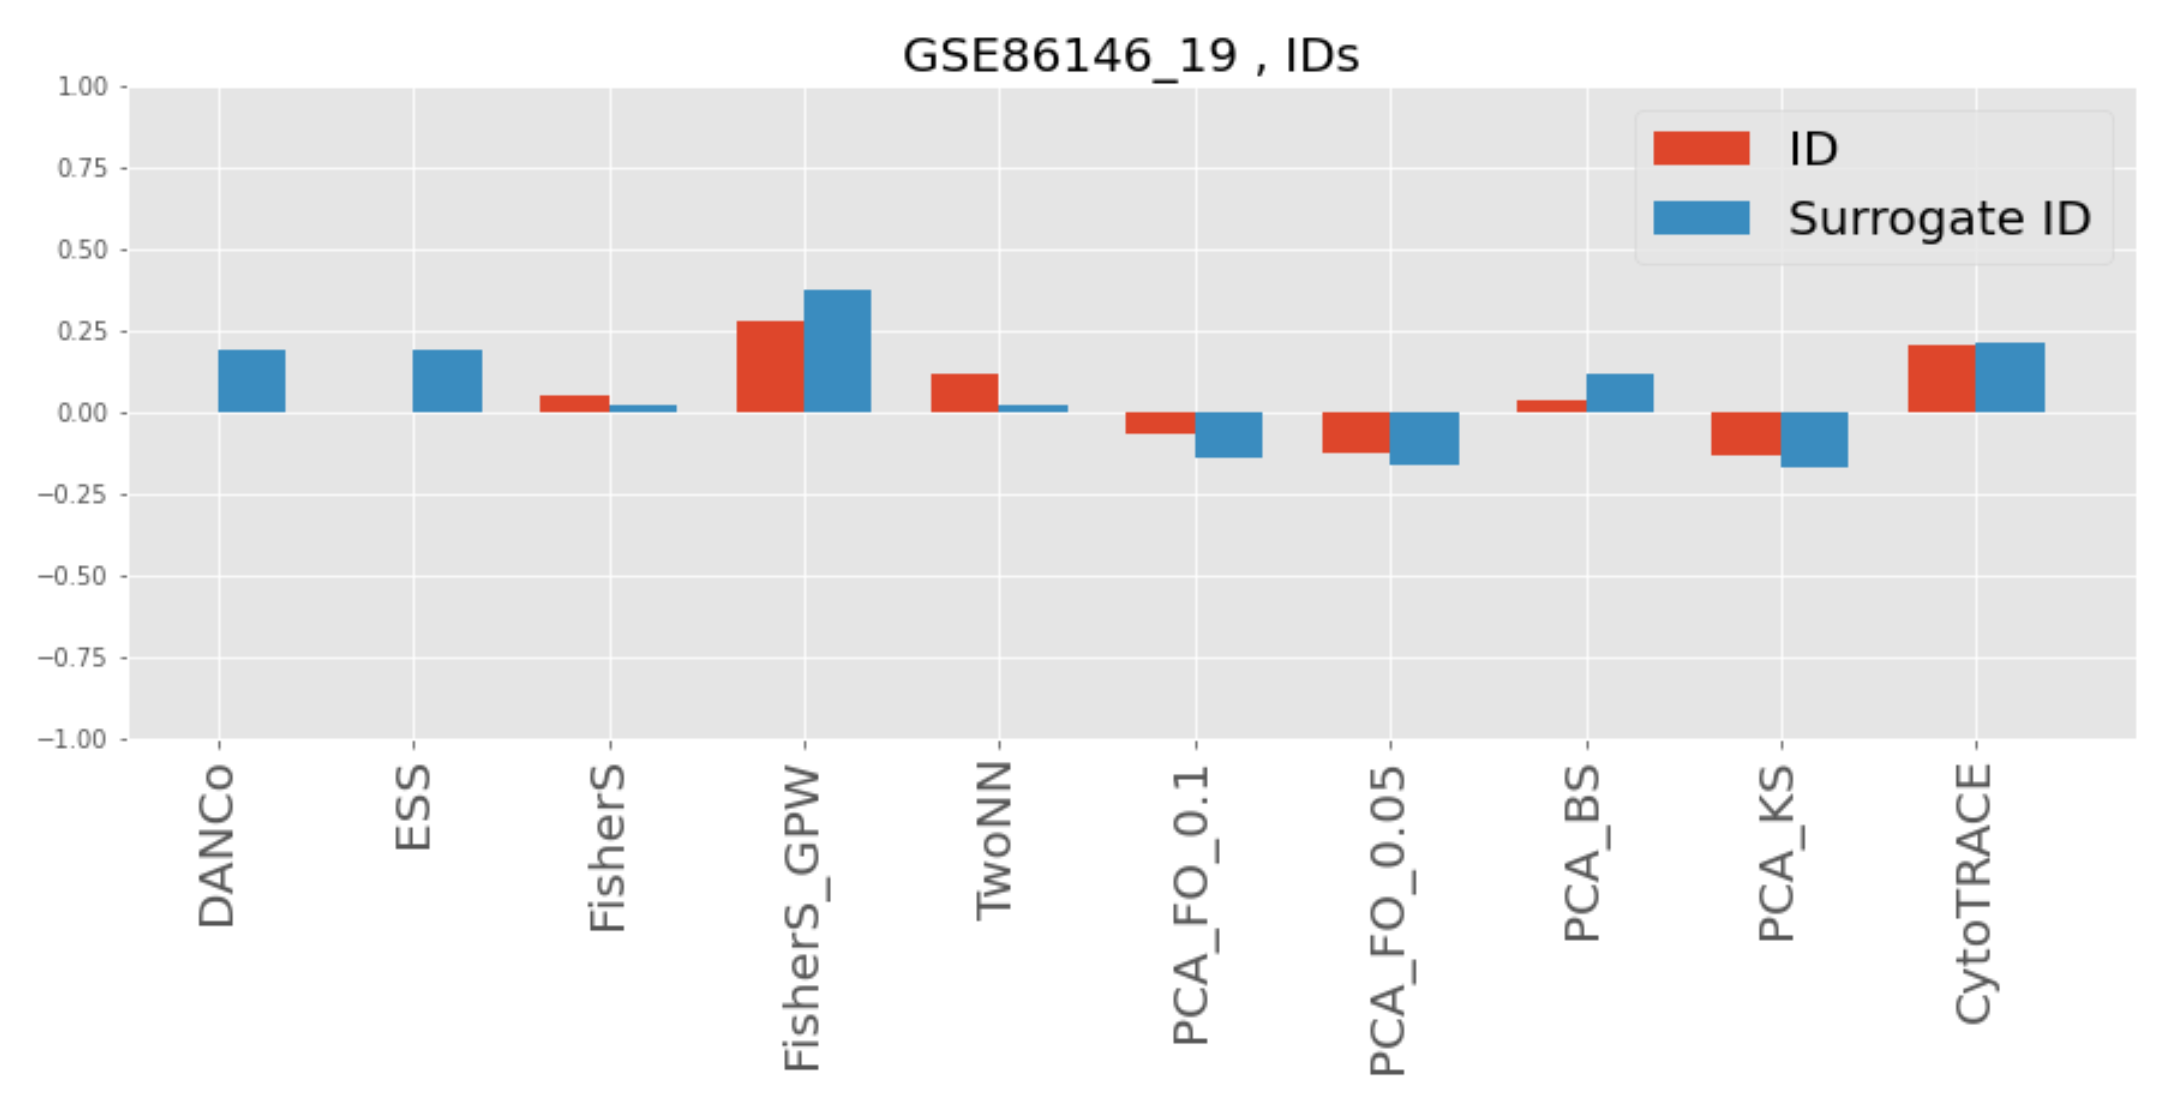 GSE86146_19 , IDs
1.00
0.75
0.50
0.25
0.00
−0.25
−0.50
−0.75
−1.00
ID
Surrogate ID
DANCo
ESS
FisherS
FisherS_GPW
TwoNN
PCA_FO_0.1
PCA_FO_0.05
PCA_BS
PCA_KS
CytoTRACE